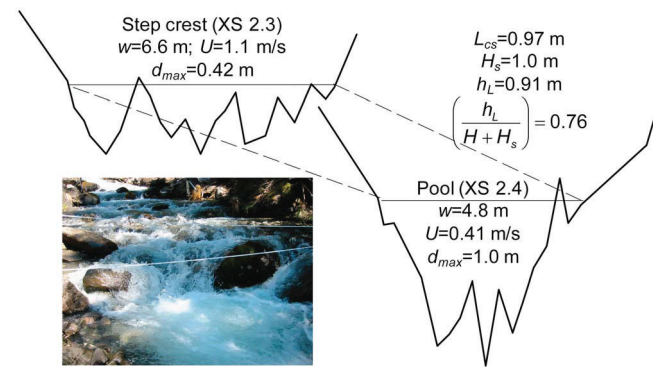 Step crest (XS 2.3)
w=6.6 m; U=1.1 m/s
d_max=0.42 m
L_cs=0.97 m
H_s=1.0 m
h_L=0.91 m
(h_L / (H + H_s)) = 0.76
Pool (XS 2.4)
w=4.8 m
U=0.41 m/s
d_max=1.0 m